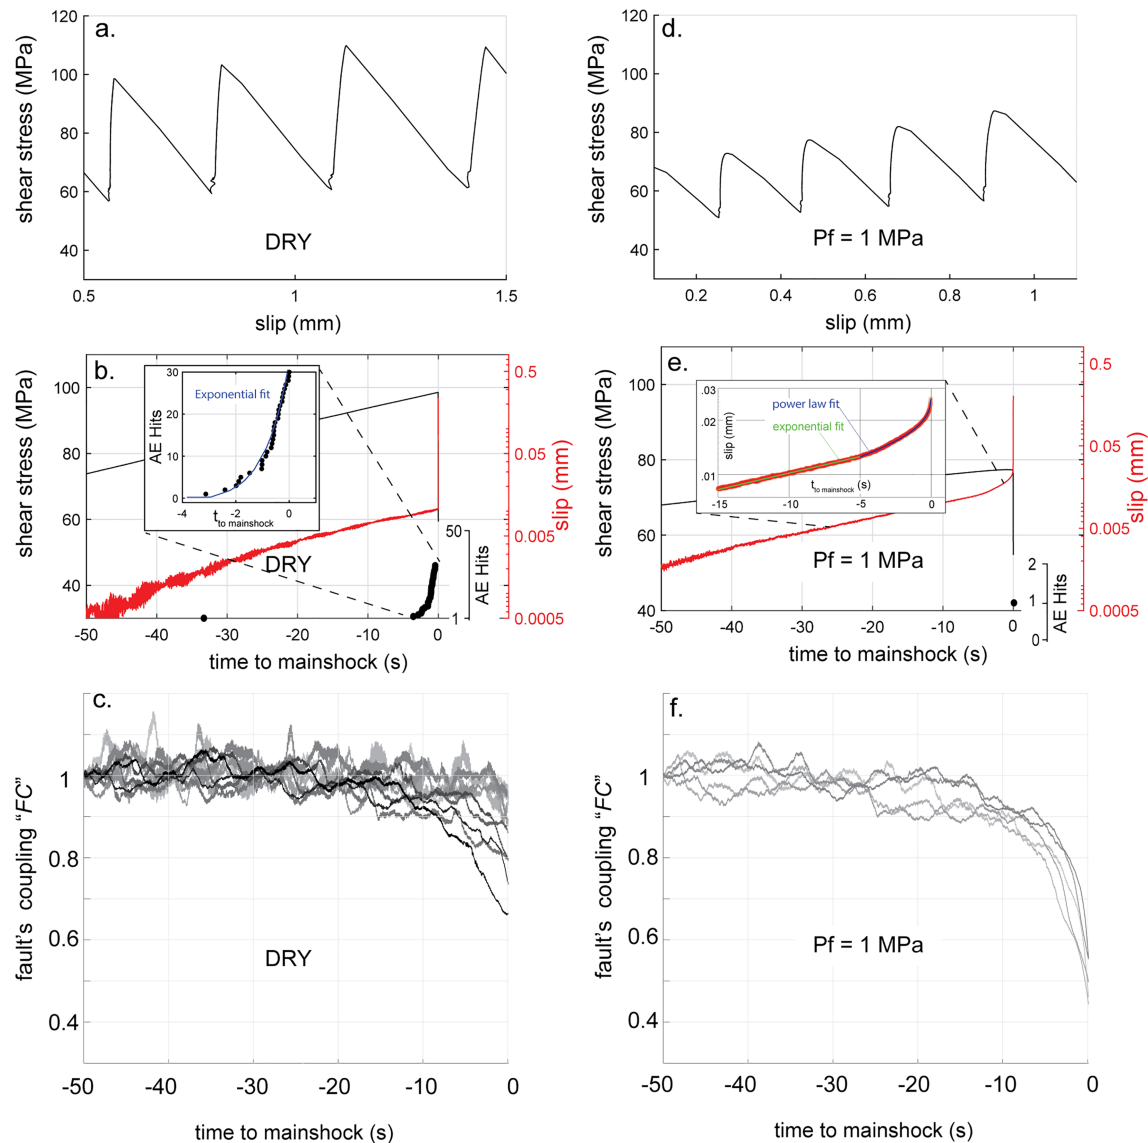 a.
shear stress (MPa)
120
100
80
60
40
DRY
0.5
1
1.5
slip (mm)
d.
shear stress (MPa)
120
100
80
60
40
Pf = 1 MPa
0.2
0.4
0.6
0.8
1
slip (mm)
b.
shear stress (MPa)
100
80
60
40
AE Hits
30
20
10
0
Exponential fit
-4
-2
0
t to mainshock
DRY
50
1
AE Hits
0.5
0.05
0.005
0.0005
slip (mm)
-50
-40
-30
-20
-10
0
time to mainshock (s)
e.
shear stress (MPa)
100
80
60
40
slip (mm)
.03
.02
.01
power law fit
exponential fit
t to mainshock (s)
-15
-10
-5
0
Pf = 1 MPa
2
1
0
AE Hits
0.5
0.05
0.005
0.0005
slip (mm)
-50
-40
-30
-20
-10
0
time to mainshock (s)
c.
fault's coupling "FC"
1
0.8
0.6
0.4
DRY
-50
-40
-30
-20
-10
0
time to mainshock (s)
f.
fault's coupling "FC"
1
0.8
0.6
0.4
Pf = 1 MPa
-50
-40
-30
-20
-10
0
time to mainshock (s)